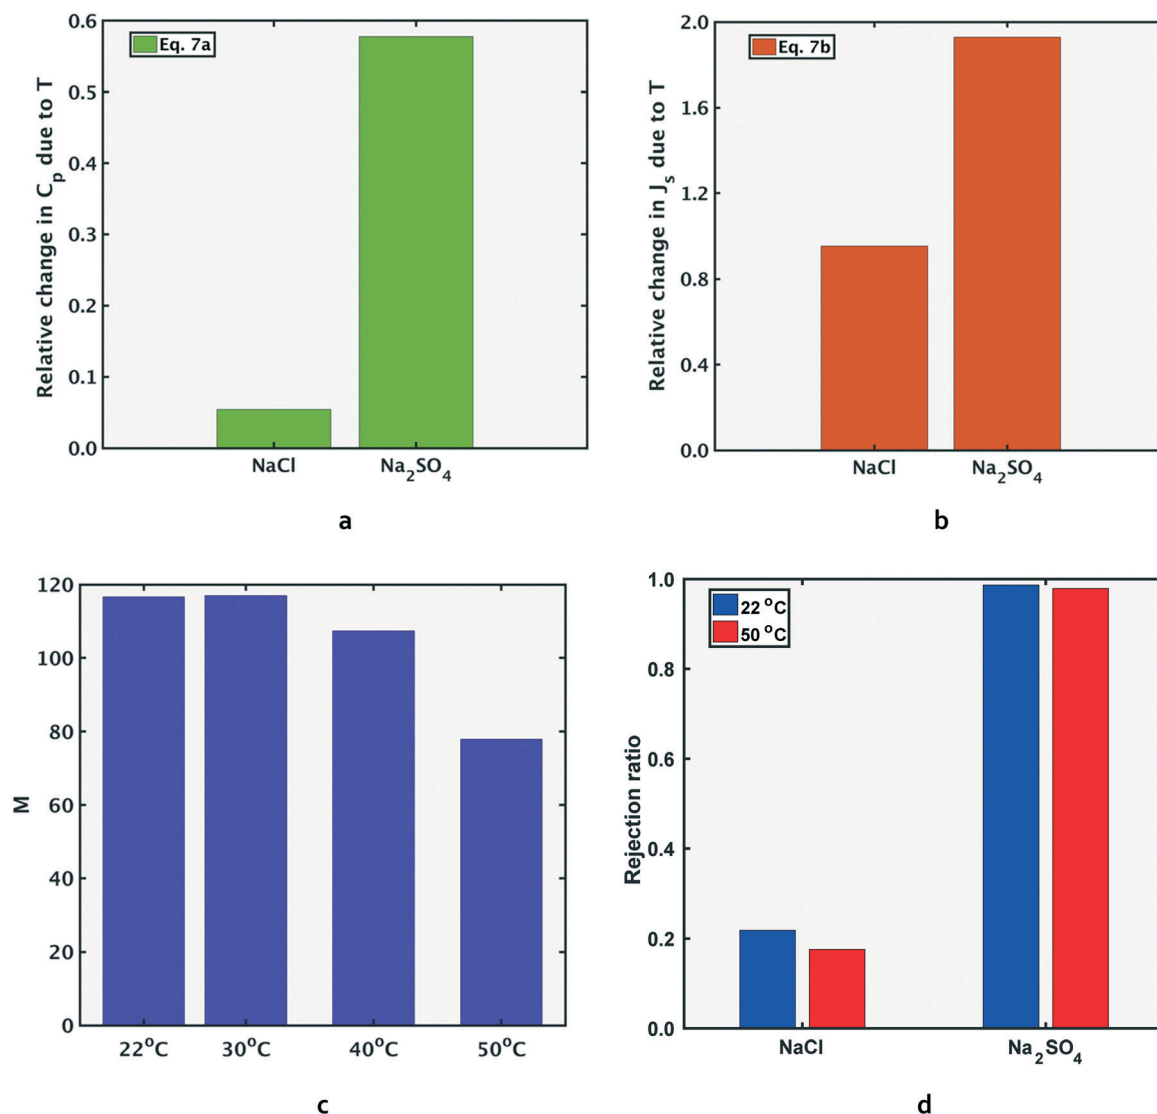 Relative change in Cp due to T
0.6
0.5
0.4
0.3
0.2
0.1
0.0
Eq. 7a
NaCl
Na2SO4
a
Relative change in Js due to T
2.0
1.6
1.2
0.8
0.4
0.0
Eq. 7b
NaCl
Na2SO4
b
M
120
100
80
60
40
20
0
22°C
30°C
40°C
50°C
c
Rejection ratio
1.0
0.8
0.6
0.4
0.2
0.0
22 °C
50 °C
NaCl
Na2SO4
d